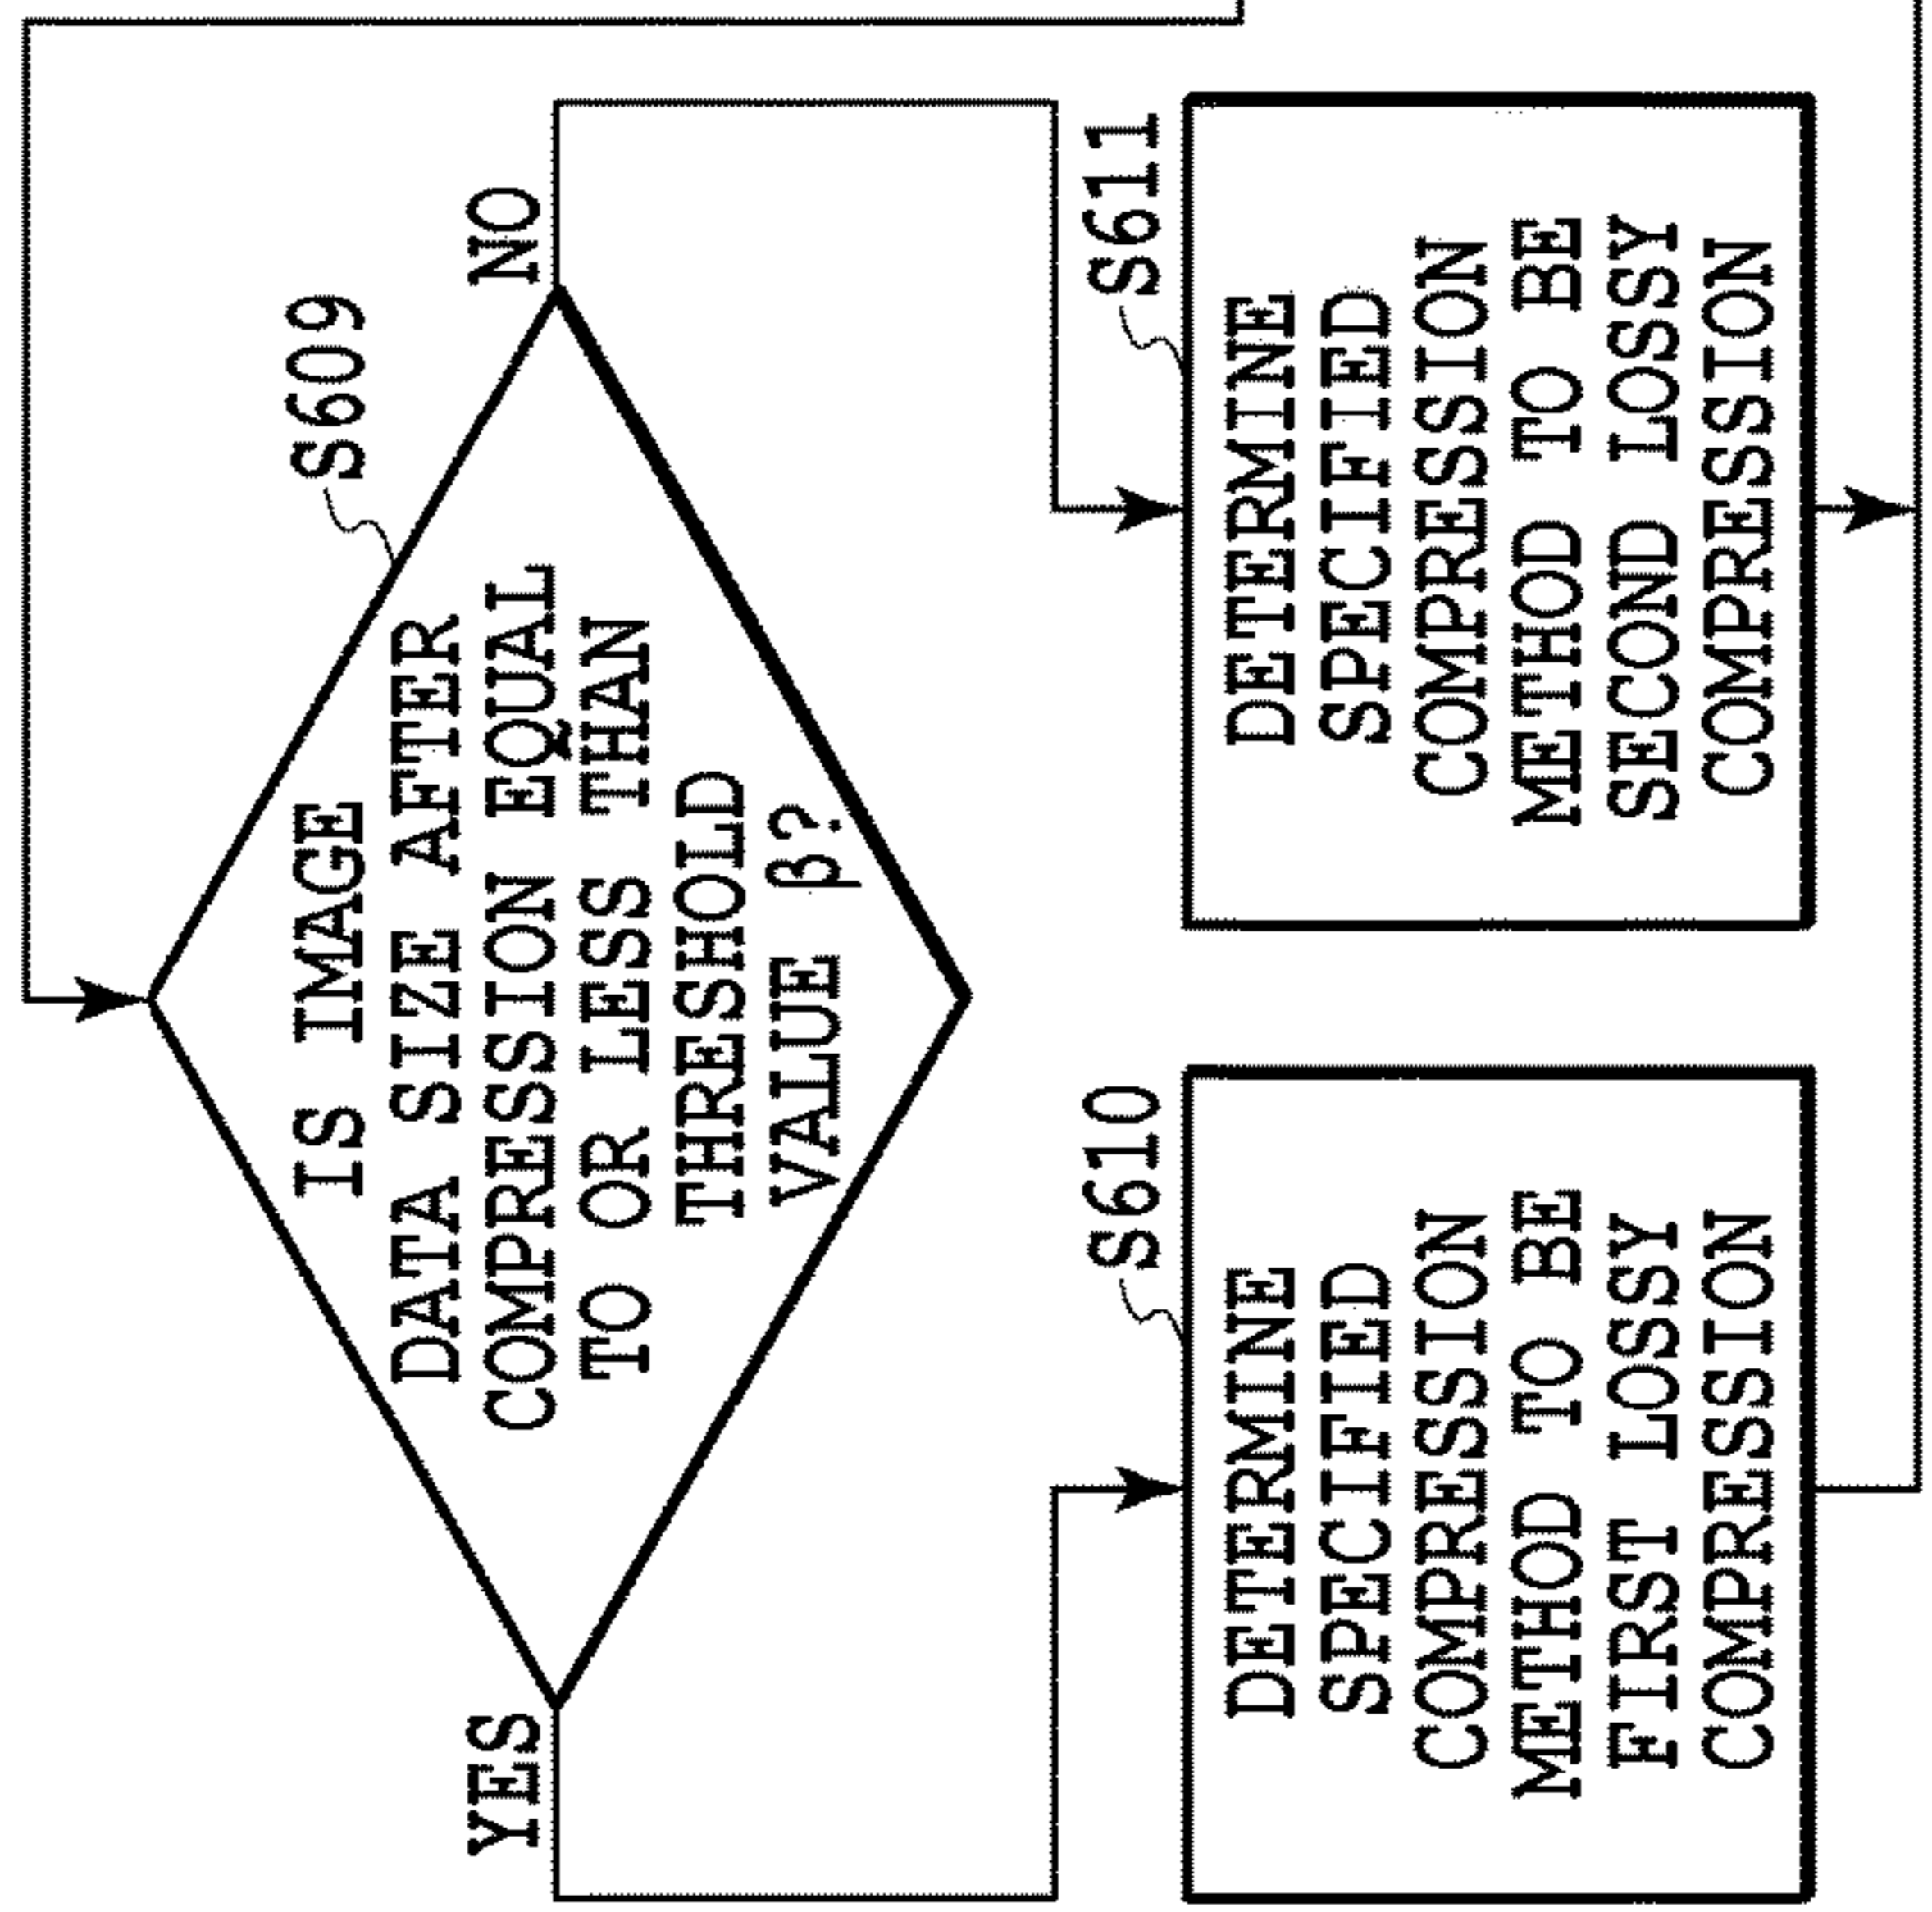 S609
IS IMAGE
DATA SIZE AFTER
COMPRESSION EQUAL
TO OR LESS THAN
THRESHOLD
VALUE β?
YES
NO
S610
DETERMINE
SPECIFIED
COMPRESSION
METHOD TO BE
FIRST LOSSY
COMPRESSION
S611
DETERMINE
SPECIFIED
COMPRESSION
METHOD TO BE
SECOND LOSSY
COMPRESSION